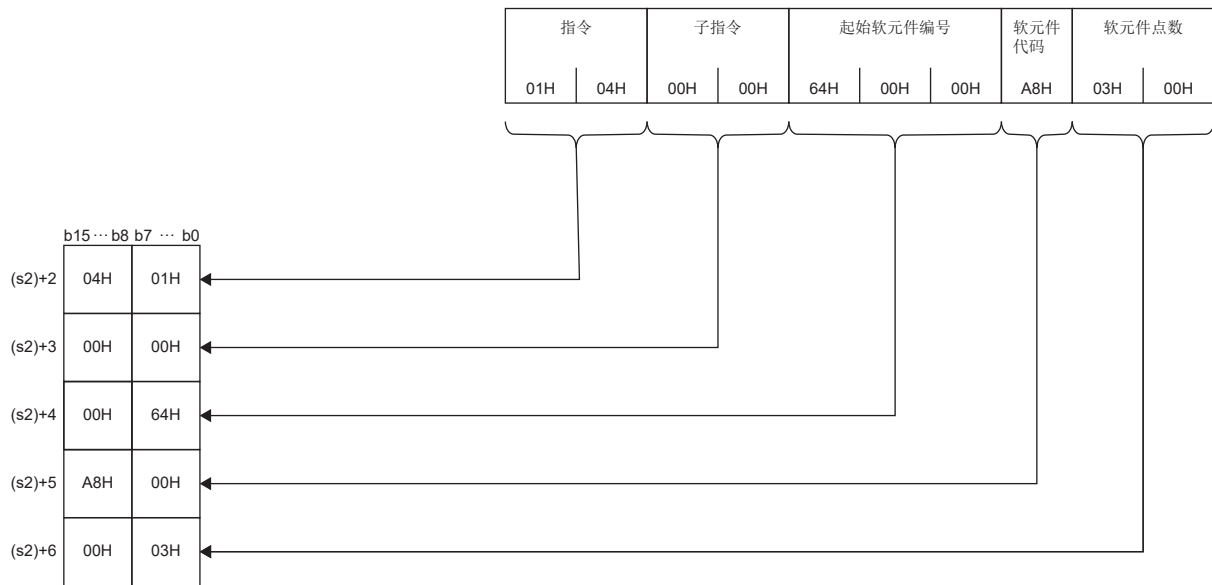 指令 子指令 起始软元件编号 软元件代码 软元件点数
01H 04H 00H 00H 64H 00H 00H A8H 03H 00H
b15 ··· b8 b7 ··· b0
(s2)+2 04H 01H
(s2)+3 00H 00H
(s2)+4 00H 64H
(s2)+5 A8H 00H
(s2)+6 00H 03H